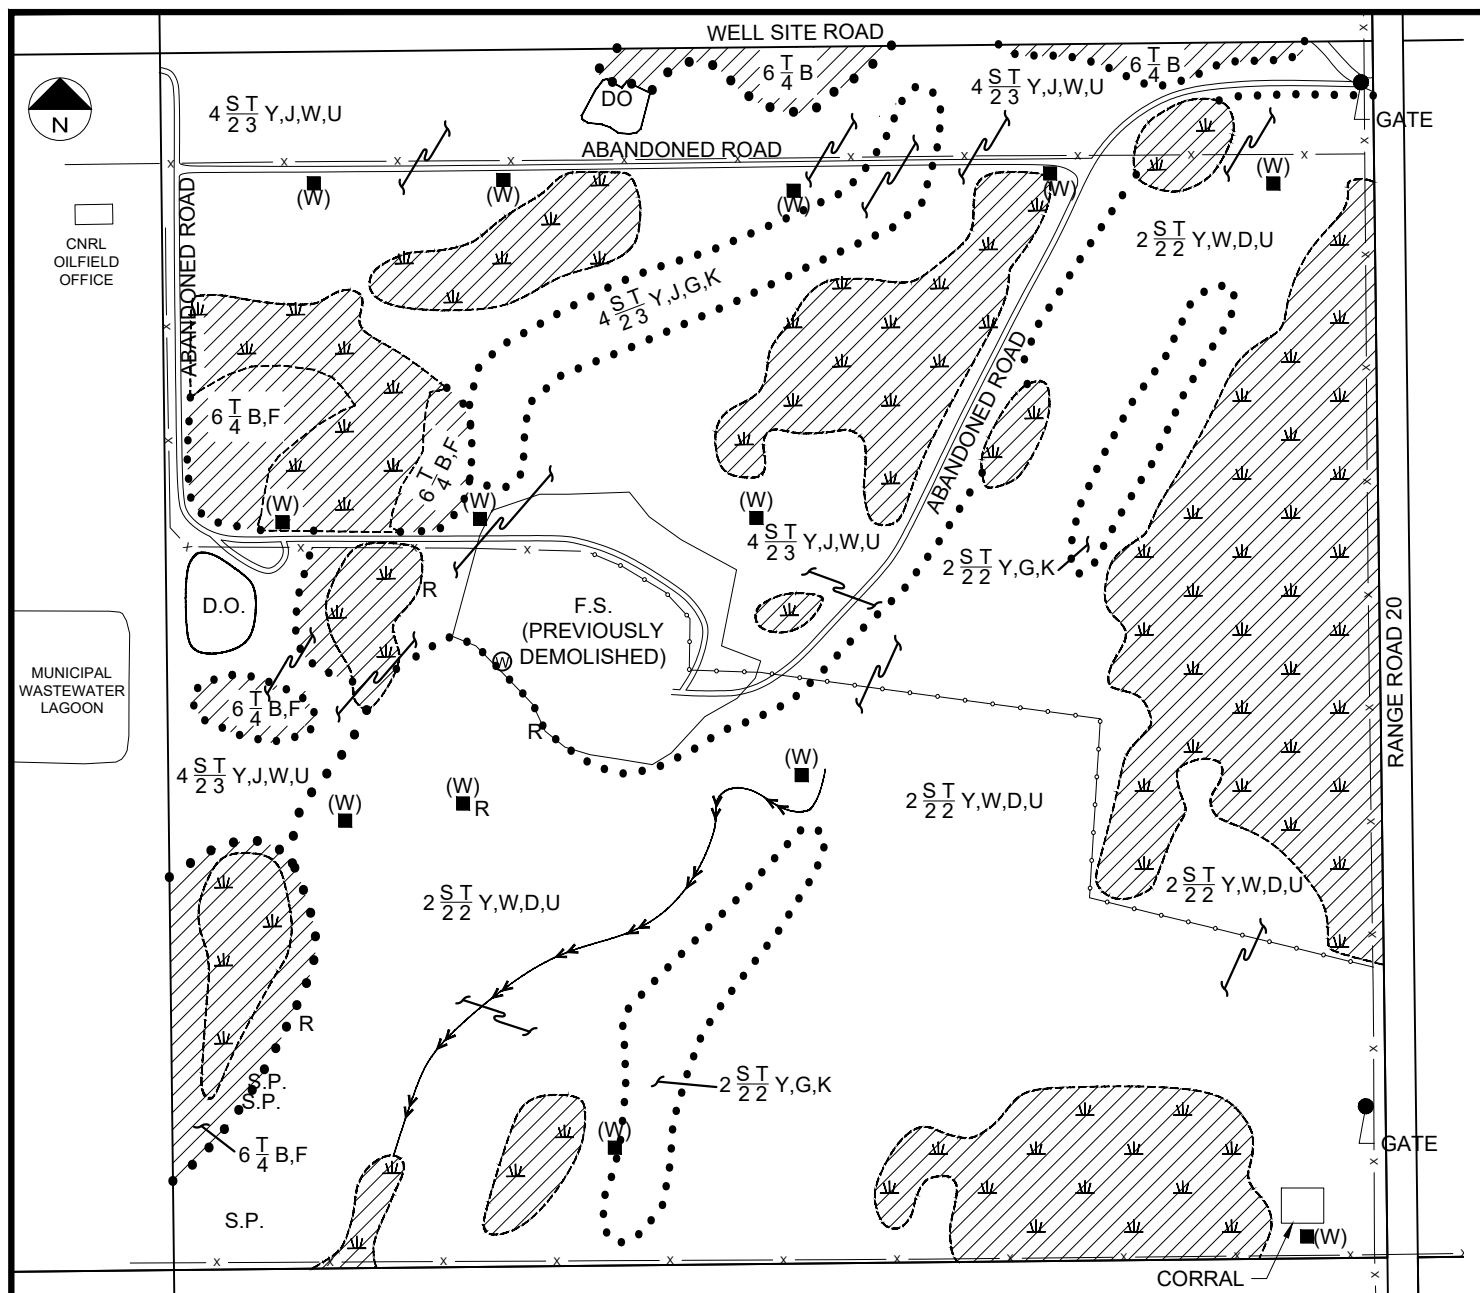 WELL SITE ROAD
6 T/4 B
6 T/4 B
DO
4 S T/2 3 Y,J,W,U
4 S T/2 3 Y,J,W,U
GATE
N
ABANDONED ROAD
(W)
(W)
(W)
(W)
(W)
ABANDONED ROAD
CNRL
OILFIELD
OFFICE
2 S T/2 2 Y,W,D,U
4 S T/2 3 Y,J,G,K
ABANDONED ROAD
6 T/4 B,F
6 T/4 B,F
(W)
(W)
(W)
4 S T/2 3 Y,J,W,U
2 S T/2 2 Y,G,K
R
D.O.
F.S.
(PREVIOUSLY
DEMOLISHED)
W
MUNICIPAL
WASTEWATER
LAGOON
RANGE ROAD 20
6 T/4 B,F
R
4 S T/2 3 Y,J,W,U
(W)
(W)
(W)
R
2 S T/2 2 Y,W,D,U
2 S T/2 2 Y,W,D,U
2 S T/2 2 Y,W,D,U
R
S.P.
S.P.
2 S T/2 2 Y,G,K
(W)
6 T/4 B,F
GATE
S.P.
(W)
CORRAL